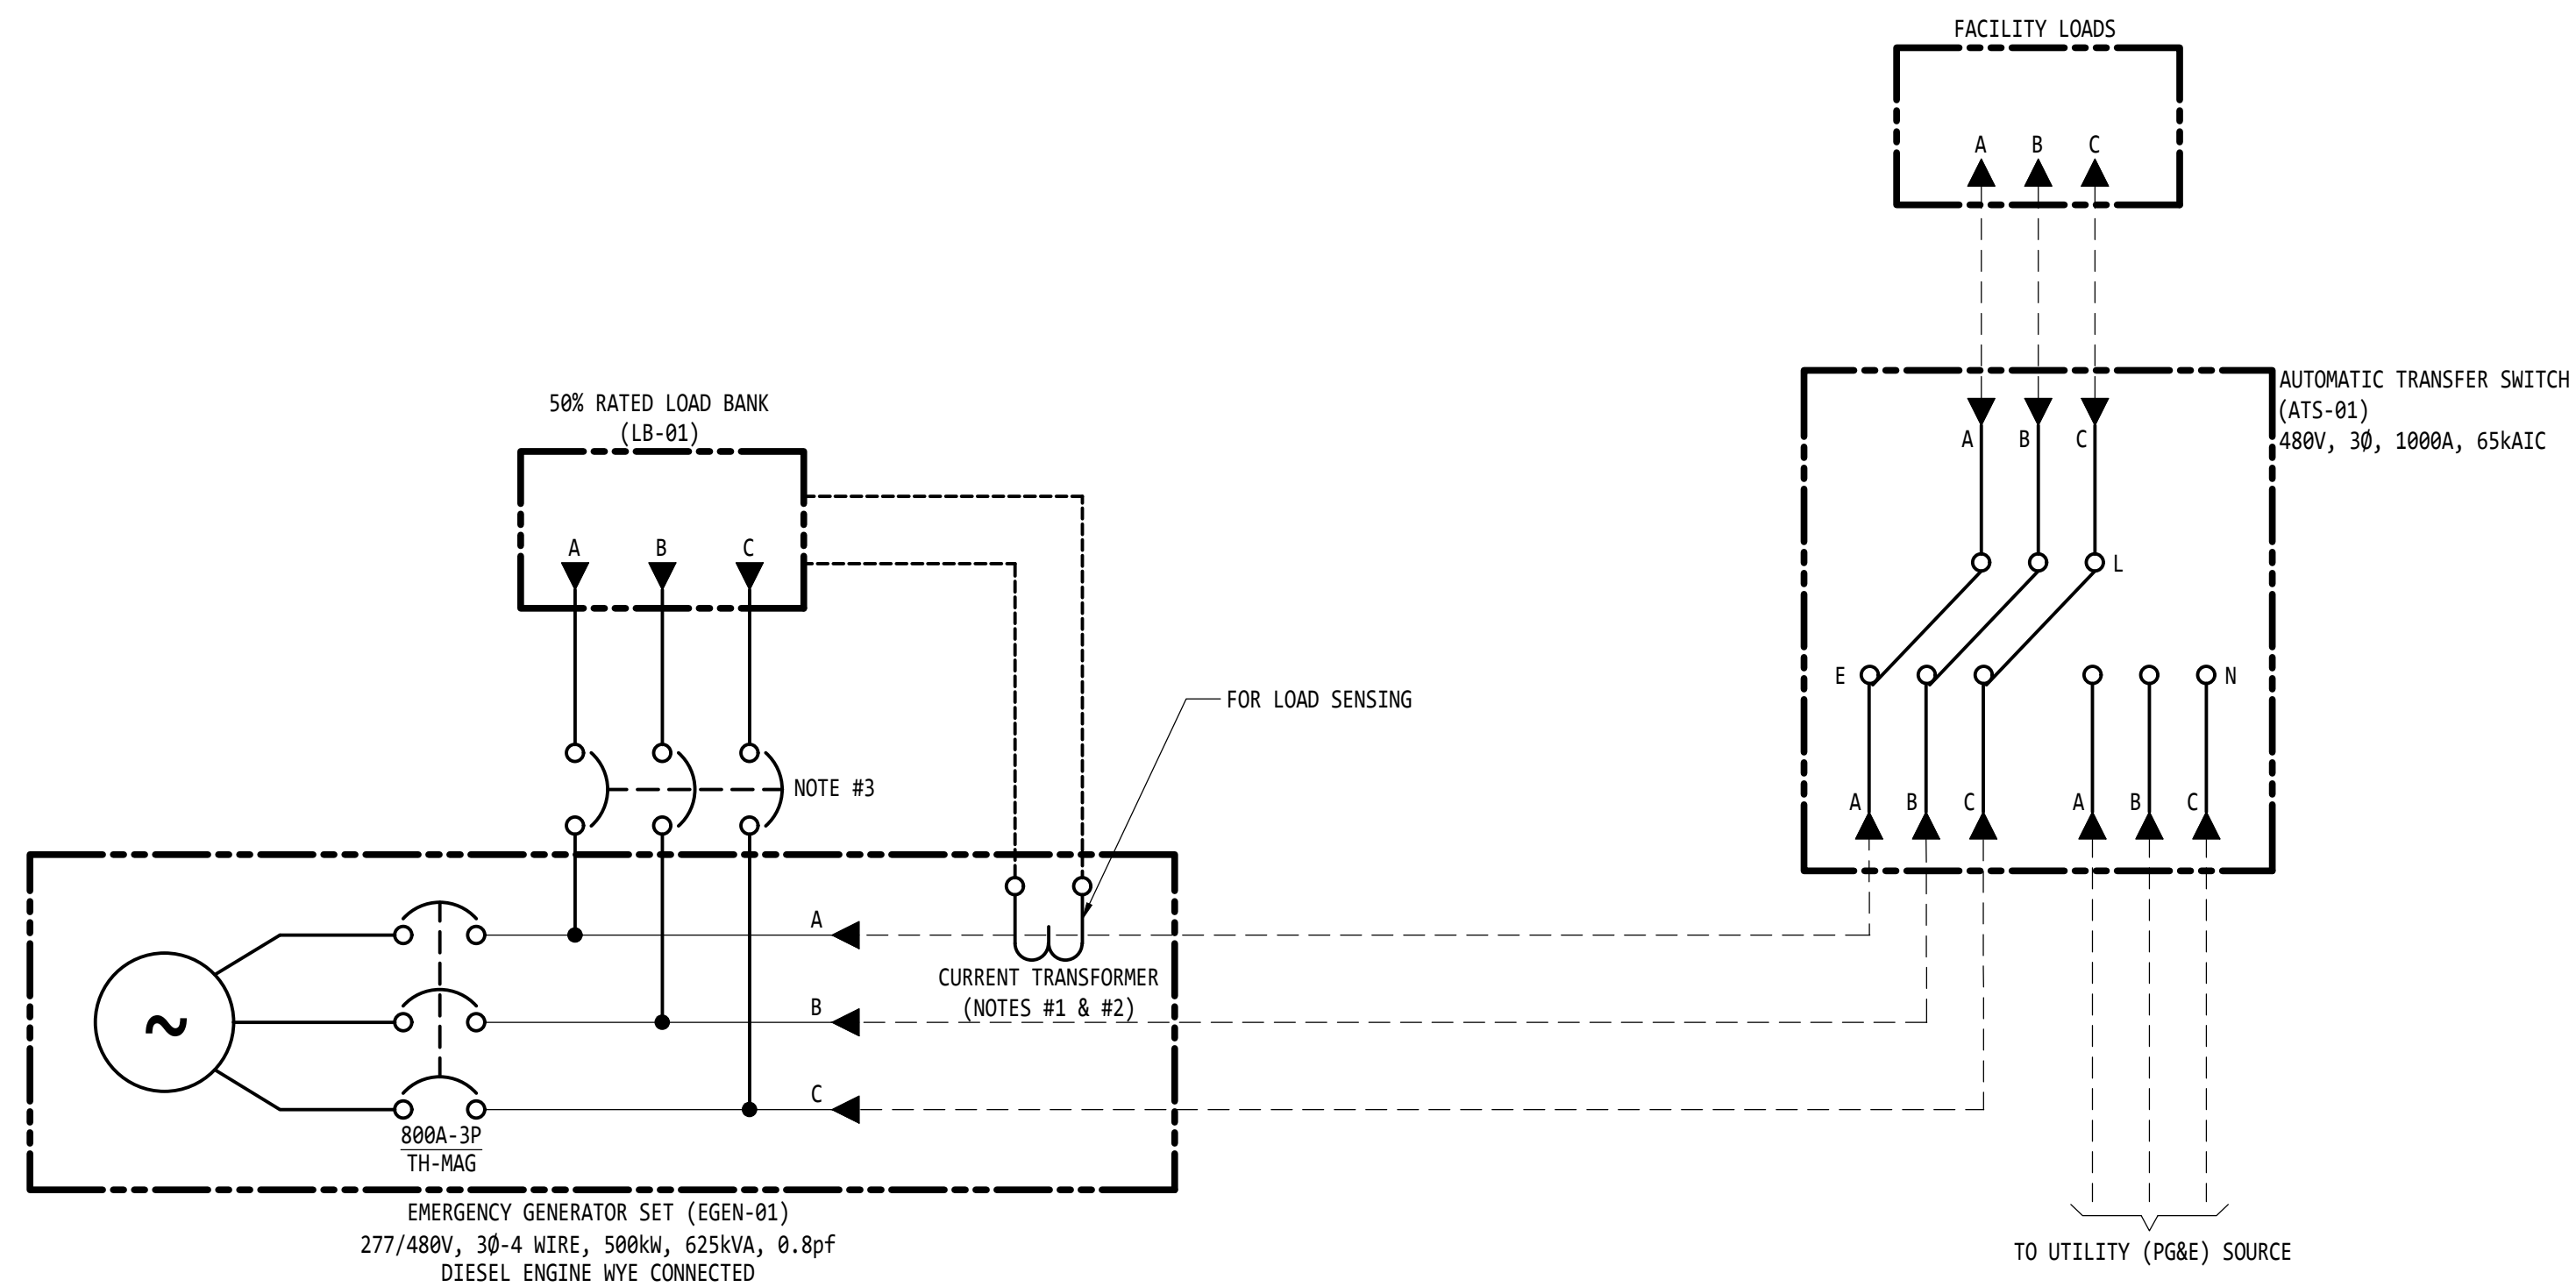 FACILITY LOADS
A B C
AUTOMATIC TRANSFER SWITCH
(ATS-01)
480V, 3Ø, 1000A, 65kAIC
A B C
L
E
N
A B C A B C
TO UTILITY (PG&E) SOURCE
50% RATED LOAD BANK
(LB-01)
A B C
NOTE #3
FOR LOAD SENSING
A
CURRENT TRANSFORMER
(NOTES #1 & #2)
B
C
~
800A-3P
TH-MAG
EMERGENCY GENERATOR SET (EGEN-01)
277/480V, 3Ø-4 WIRE, 500kW, 625kVA, 0.8pf
DIESEL ENGINE WYE CONNECTED